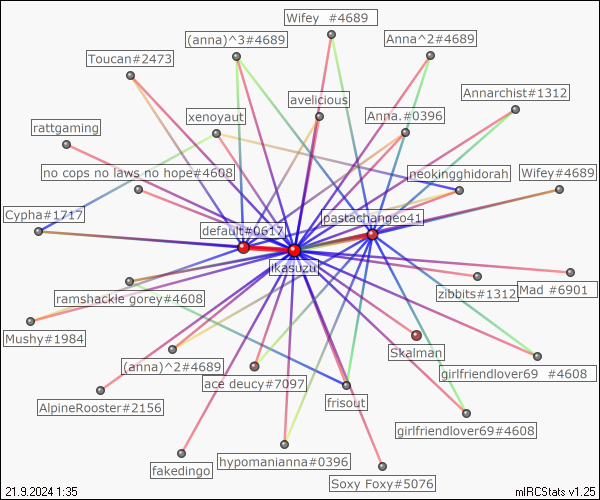 Wifey  #4689
(anna)^3#4689
Anna^2#4689
Toucan#2473
Annarchist#1312
avelicious
xenoyaut
Anna.#0396
rattgaming
no cops no laws no hope#4608
neokingghidorah
Wifey#4689
Cypha#1717
default#0617
jpastachangeo41
ikasuzu
ramshackle gorey#4608
zibbits#1312
Mad #6901
Mushy#1984
(anna)^2#4689
Skalman
ace deucy#7097
girlfriendlover69  #4608
AlpineRooster#2156
frisout
girlfriendlover69#4608
fakedingo
hypomanianna#0396
Soxy Foxy#5076
21.9.2024 1:35
mIRCStats v1.25